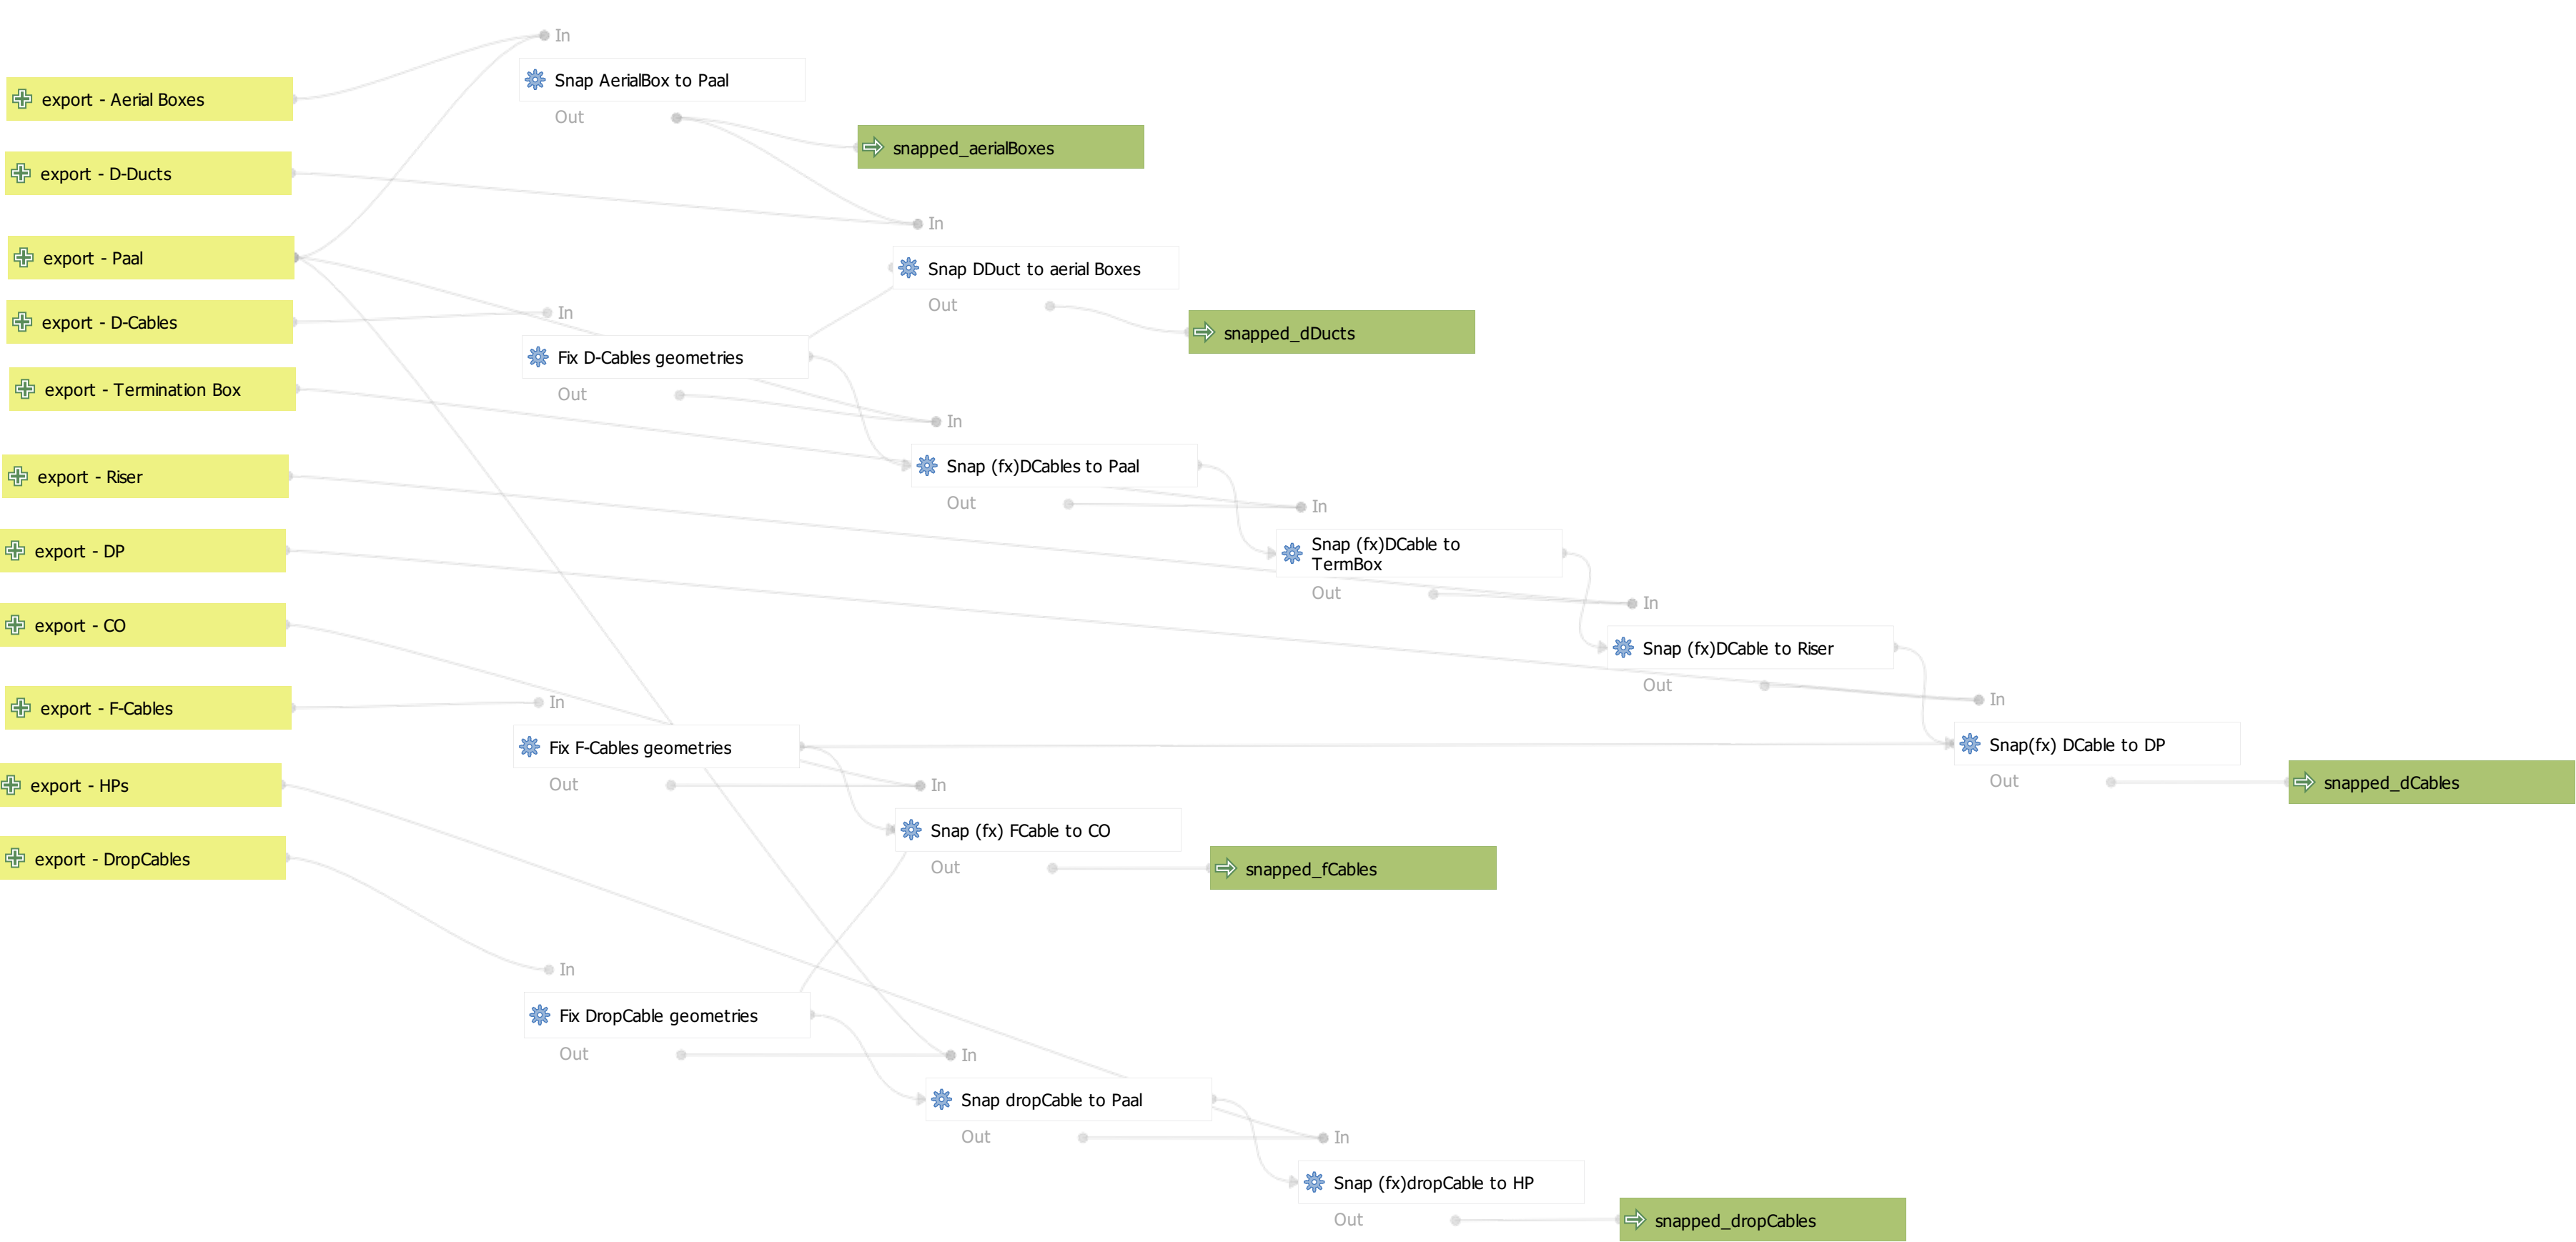 In
Snap AerialBox to Paal
Out
export - Aerial Boxes
snapped_aerialBoxes
export - D-Ducts
In
Snap DDuct to aerial Boxes
Out
export - Paal
snapped_dDucts
export - D-Cables
In
Fix D-Cables geometries
Out
export - Termination Box
In
Snap (fx)DCables to Paal
Out
export - Riser
In
Snap (fx)DCable to
TermBox
Out
export - DP
In
Snap (fx)DCable to Riser
Out
export - CO
In
Snap(fx) DCable to DP
Out
snapped_dCables
export - F-Cables
In
Fix F-Cables geometries
Out
export - HPs
In
Snap (fx) FCable to CO
Out
snapped_fCables
export - DropCables
In
Fix DropCable geometries
Out
In
Snap dropCable to Paal
Out
In
Snap (fx)dropCable to HP
Out
snapped_dropCables